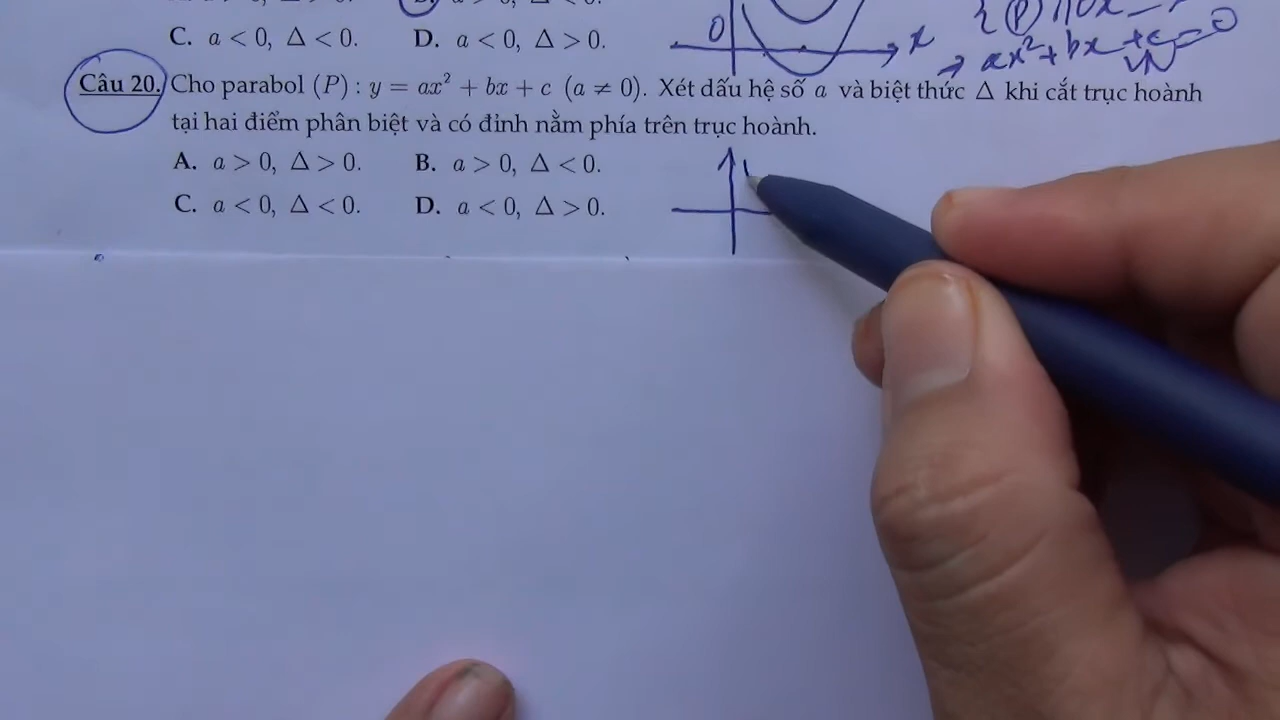 C. a < 0, Δ < 0. D. a < 0, Δ > 0.
0 x ⇒ ax² + bx + c = 0
VN
Câu 20. Cho parabol (P) : y = ax² + bx + c (a ≠ 0). Xét dấu hệ số a và biệt thức Δ khi cắt trục hoành
tại hai điểm phân biệt và có đỉnh nằm phía trên trục hoành.
A. a > 0, Δ > 0. B. a > 0, Δ < 0.
C. a < 0, Δ < 0. D. a < 0, Δ > 0.